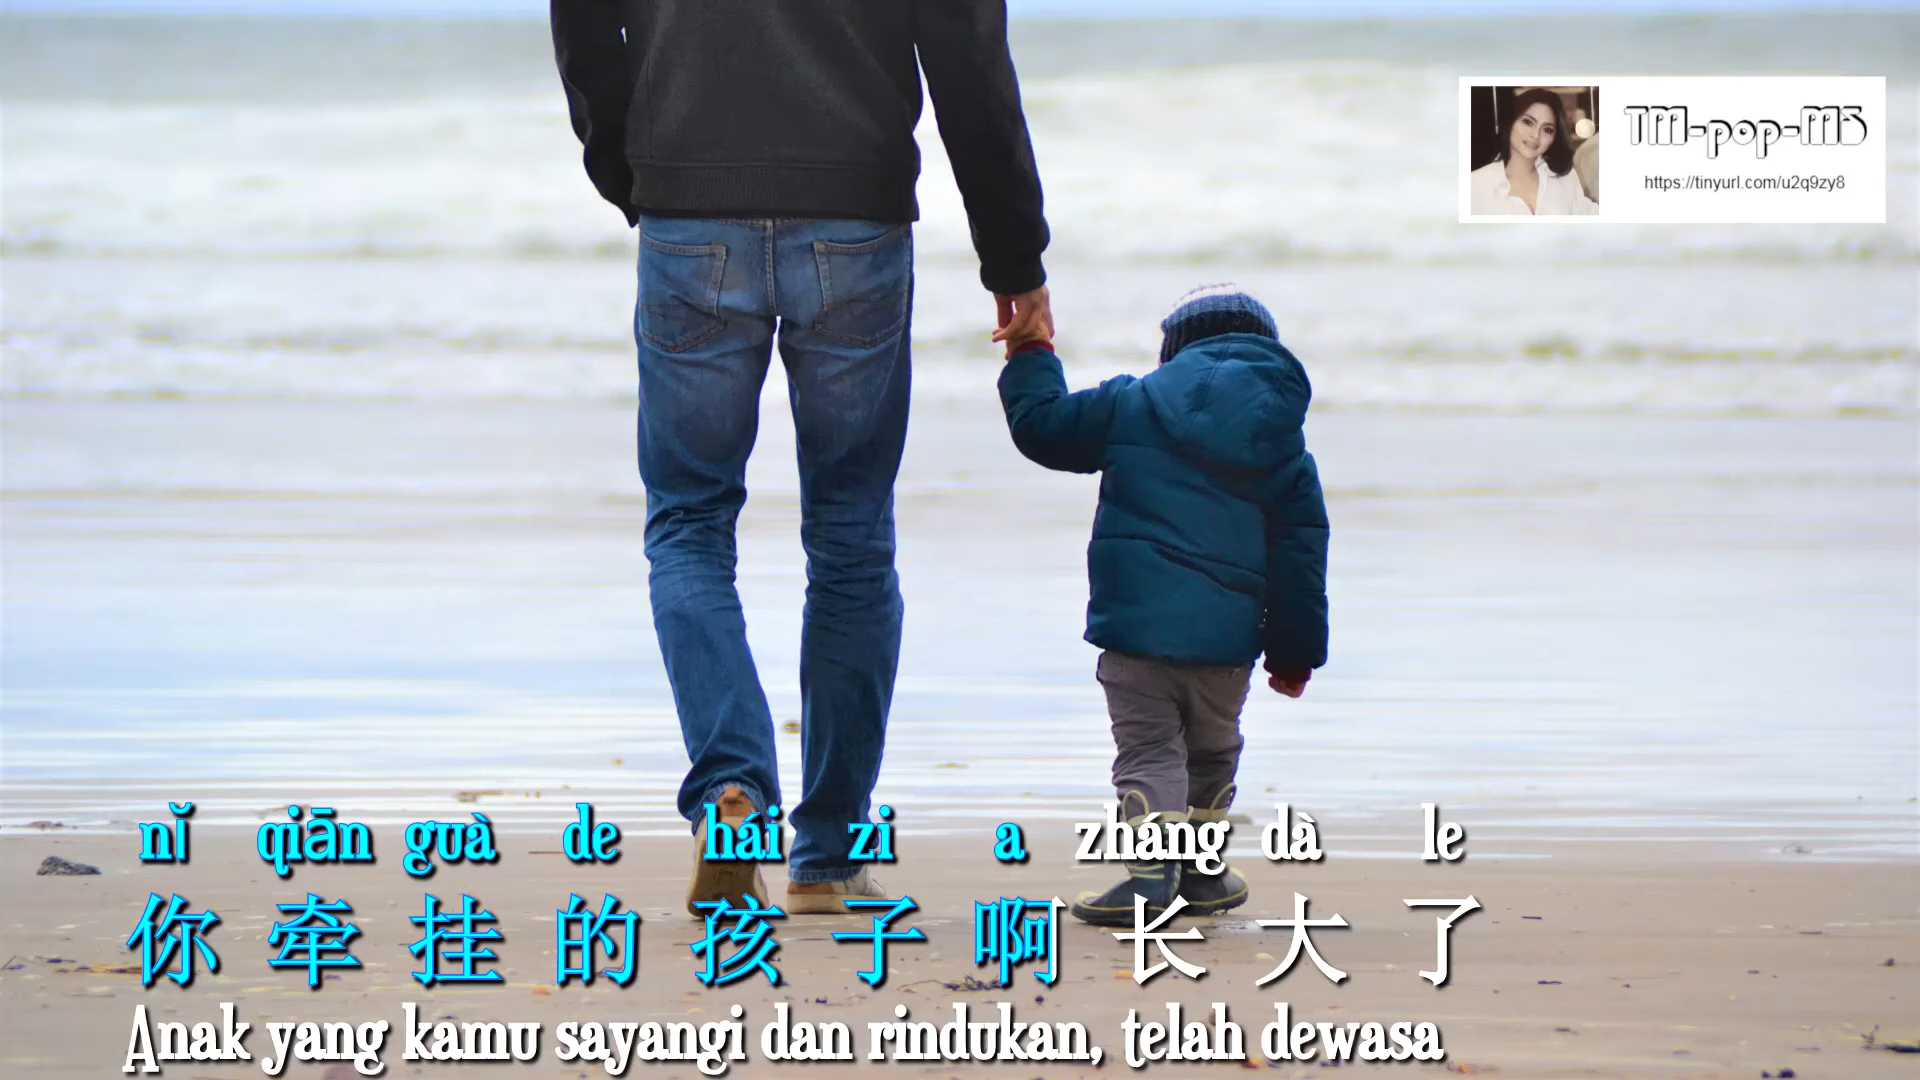 TM-pop-MS
https://tinyurl.com/u2q9zy8
nǐ qiān guà de hái zi a zháng dà le
你 牵 挂 的 孩 子 啊 长 大 了
Anak yang kamu sayangi dan rindukan, telah dewasa